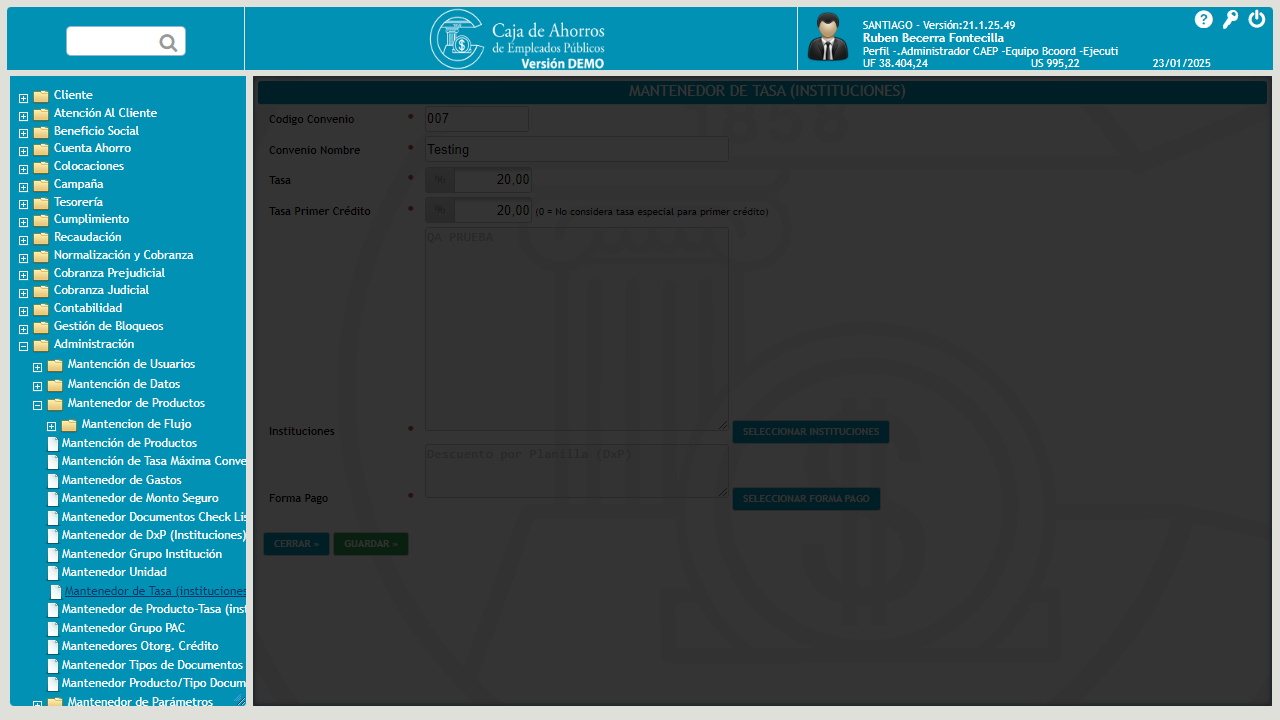 Caja de Ahorros
de Empleados Públicos
Versión DEMO
SANTIAGO - Versión:21.1.25.49
Ruben Becerra Fontecilla
Perfil -.Administrador CAEP -Equipo Bcoord -Ejecuti
UF 38.404,24 US 995,22 23/01/2025
Cliente
Atención Al Cliente
Beneficio Social
Cuenta Ahorro
Colocaciones
Campaña
Tesorería
Cumplimiento
Recaudación
Normalización y Cobranza
Cobranza Prejudicial
Cobranza Judicial
Contabilidad
Gestión de Bloqueos
Administración
Mantención de Usuarios
Mantención de Datos
Mantenedor de Productos
Mantencion de Flujo
Mantención de Productos
Mantención de Tasa Máxima Conve
Mantenedor de Gastos
Mantenedor de Monto Seguro
Mantenedor Documentos Check Lis
Mantenedor de DxP (Instituciones)
Mantenedor Grupo Institución
Mantenedor Unidad
Mantenedor de Tasa (instituciones
Mantenedor de Producto-Tasa (inst
Mantenedor Grupo PAC
Mantenedores Otorg. Crédito
Mantenedor Tipos de Documentos
Mantenedor Producto/Tipo Docum
Mantenedor de Parámetros
MANTENEDOR DE TASA (INSTITUCIONES)
Codigo Convenio * 007
Convenio Nombre * Testing
Tasa * % 20,00
Tasa Primer Crédito * % 20,00 (0 = No considera tasa especial para primer crédito)
QA PRUEBA
Instituciones * SELECCIONAR INSTITUCIONES
Descuento por Planilla (DxP)
Forma Pago * SELECCIONAR FORMA PAGO
CERRAR » GUARDAR »